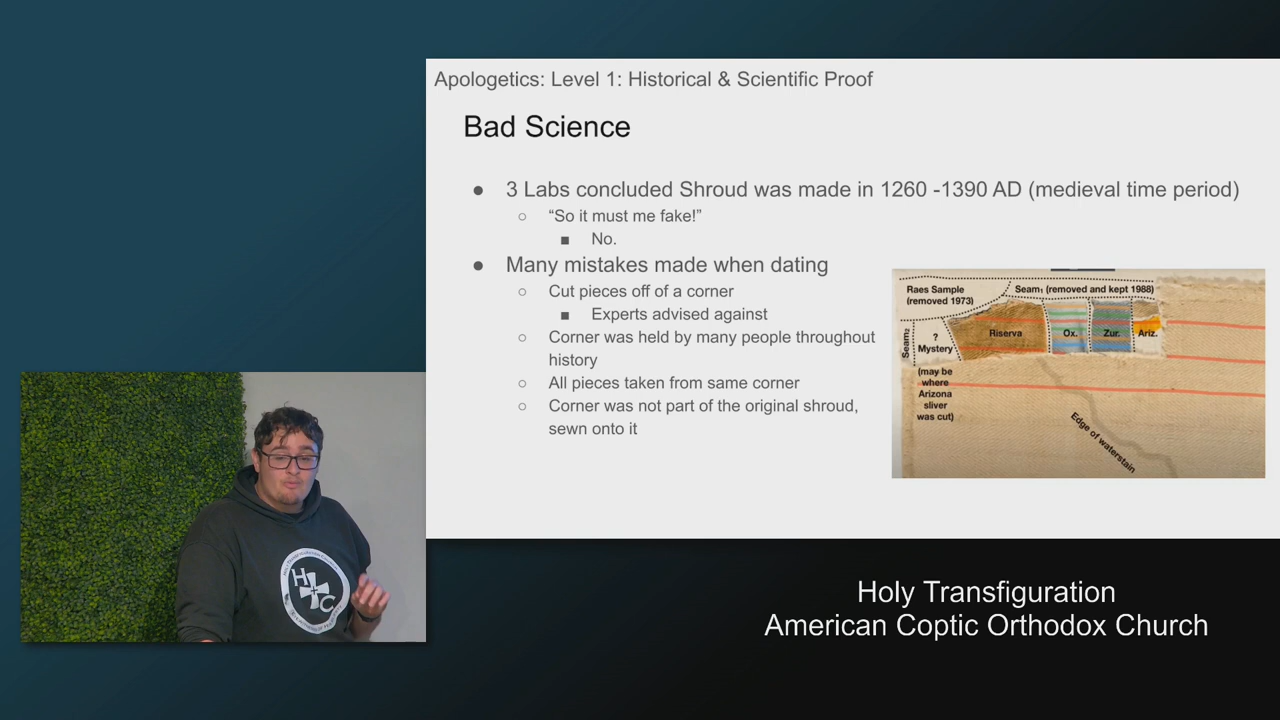 Apologetics: Level 1: Historical & Scientific Proof
Bad Science
● 3 Labs concluded Shroud was made in 1260 -1390 AD (medieval time period)
○ “So it must me fake!”
■ No.
● Many mistakes made when dating
○ Cut pieces off of a corner
■ Experts advised against
○ Corner was held by many people throughout
history
○ All pieces taken from same corner
○ Corner was not part of the original shroud,
sewn onto it
Raes Sample
(removed 1973)
Seam₁ (removed and kept 1988)
Seam₂
?
Mystery
(may be
where
Arizona
sliver
was cut)
Riserva
Ox.
Zur.
Ariz.
Edge of waterstain
H
C
Holy Transfiguration
American Coptic Orthodox Church